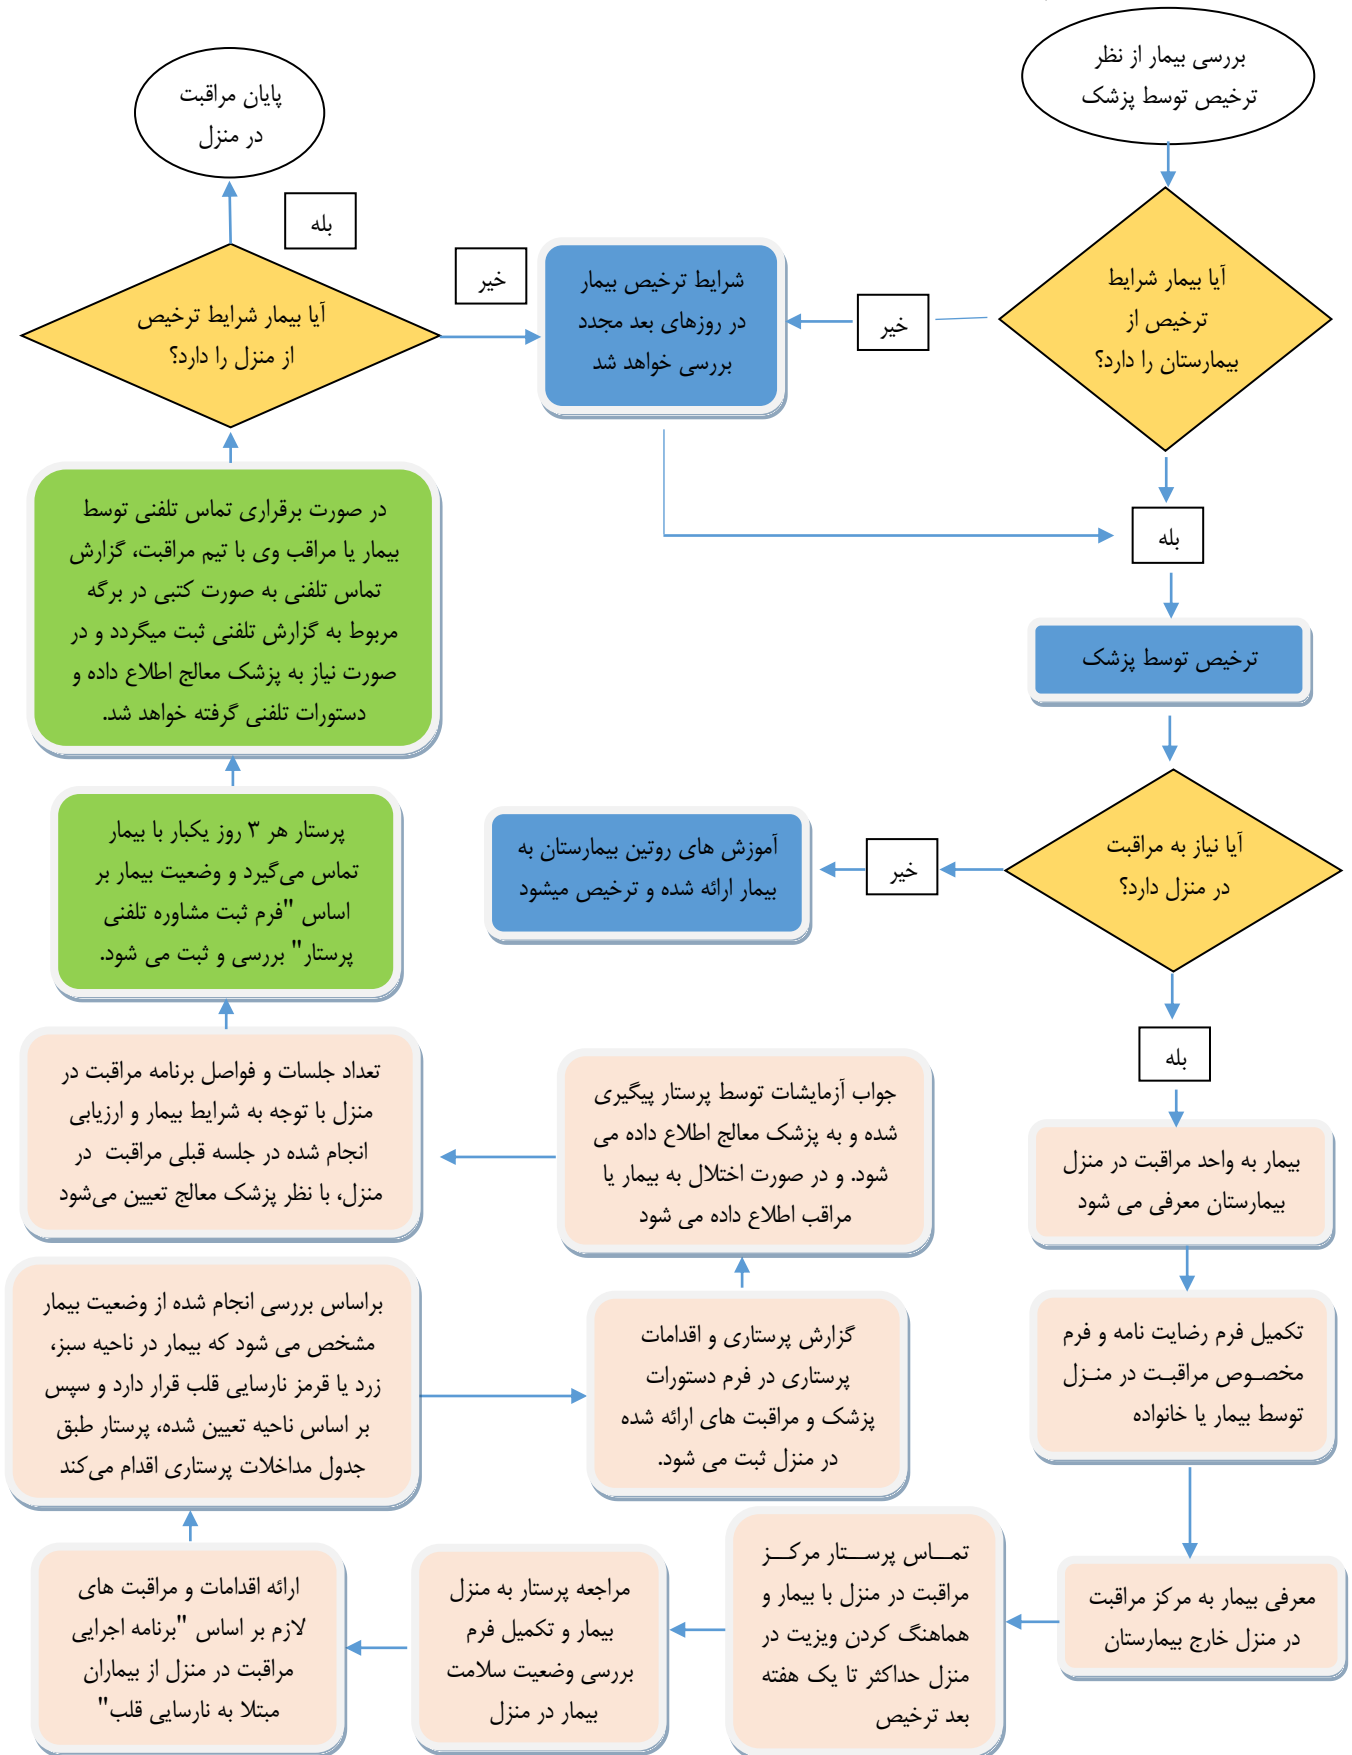 بررسی بیمار از نظر
ترخیص توسط پزشک
آیا بیمار شرایط
ترخیص از
بیمارستان را دارد؟
خیر
شرایط ترخیص بیمار
در روزهای بعد مجدد
بررسی خواهد شد
بله
ترخیص توسط پزشک
آیا نیاز به مراقبت
در منزل دارد؟
خیر
آموزش های روتین بیمارستان به
بیمار ارائه شده و ترخیص میشود
بله
بیمار به واحد مراقبت در منزل
بیمارستان معرفی می شود
تکمیل فرم رضایت نامه و فرم
مخصوص مراقبت در منزل
توسط بیمار یا خانواده
معرفی بیمار به مرکز مراقبت
در منزل خارج بیمارستان
تماس پرستار مرکز
مراقبت در منزل با بیمار و
هماهنگ کردن ویزیت در
منزل حداکثر تا یک هفته
بعد ترخیص
مراجعه پرستار به منزل
بیمار و تکمیل فرم
بررسی وضعیت سلامت
بیمار در منزل
ارائه اقدامات و مراقبت های
لازم بر اساس "برنامه اجرایی
مراقبت در منزل از بیماران
مبتلا به نارسایی قلب"
براساس بررسی انجام شده از وضعیت بیمار
مشخص می شود که بیمار در ناحیه سبز،
زرد یا قرمز نارسایی قلب قرار دارد و سپس
بر اساس ناحیه تعیین شده، پرستار طبق
جدول مداخلات پرستاری اقدام می‌کند
گزارش پرستاری و اقدامات
پرستاری در فرم دستورات
پزشک و مراقبت های ارائه شده
در منزل ثبت می شود.
جواب آزمایشات توسط پرستار پیگیری
شده و به پزشک معالج اطلاع داده می
شود. و در صورت اختلال به بیمار یا
مراقب اطلاع داده می شود
تعداد جلسات و فواصل برنامه مراقبت در
منزل با توجه به شرایط بیمار و ارزیابی
انجام شده در جلسه قبلی مراقبت در
منزل، با نظر پزشک معالج تعیین می‌شود
پرستار هر ۳ روز یکبار با بیمار
تماس می‌گیرد و وضعیت بیمار بر
اساس "فرم ثبت مشاوره تلفنی
پرستار" بررسی و ثبت می شود.
در صورت برقراری تماس تلفنی توسط
بیمار یا مراقب وی با تیم مراقبت، گزارش
تماس تلفنی به صورت کتبی در برگه
مربوط به گزارش تلفنی ثبت میگردد و در
صورت نیاز به پزشک معالج اطلاع داده و
دستورات تلفنی گرفته خواهد شد.
آیا بیمار شرایط ترخیص
از منزل را دارد؟
خیر
بله
پایان مراقبت
در منزل